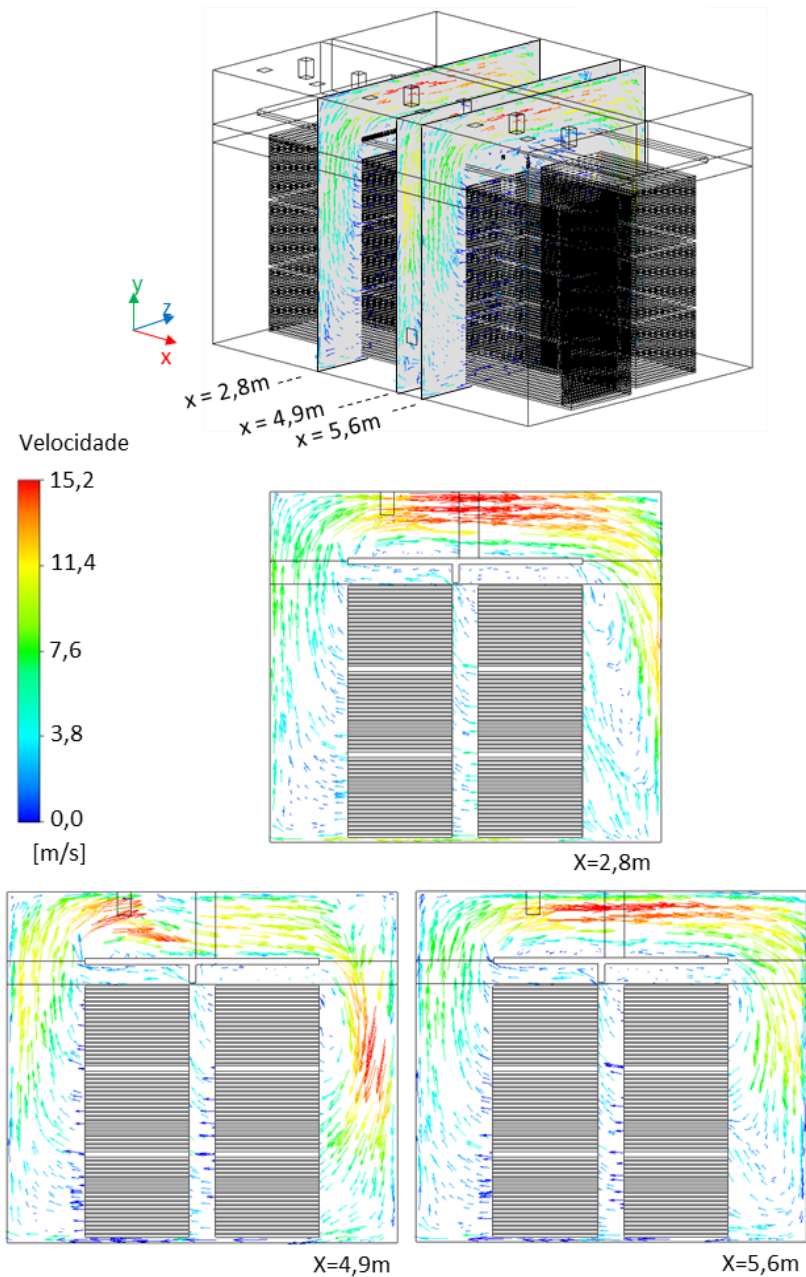 y
z
x
x = 2,8m
x = 4,9m
x = 5,6m
Velocidade
15,2
11,4
7,6
3,8
0,0
[m/s]
X=2,8m
X=4,9m
X=5,6m